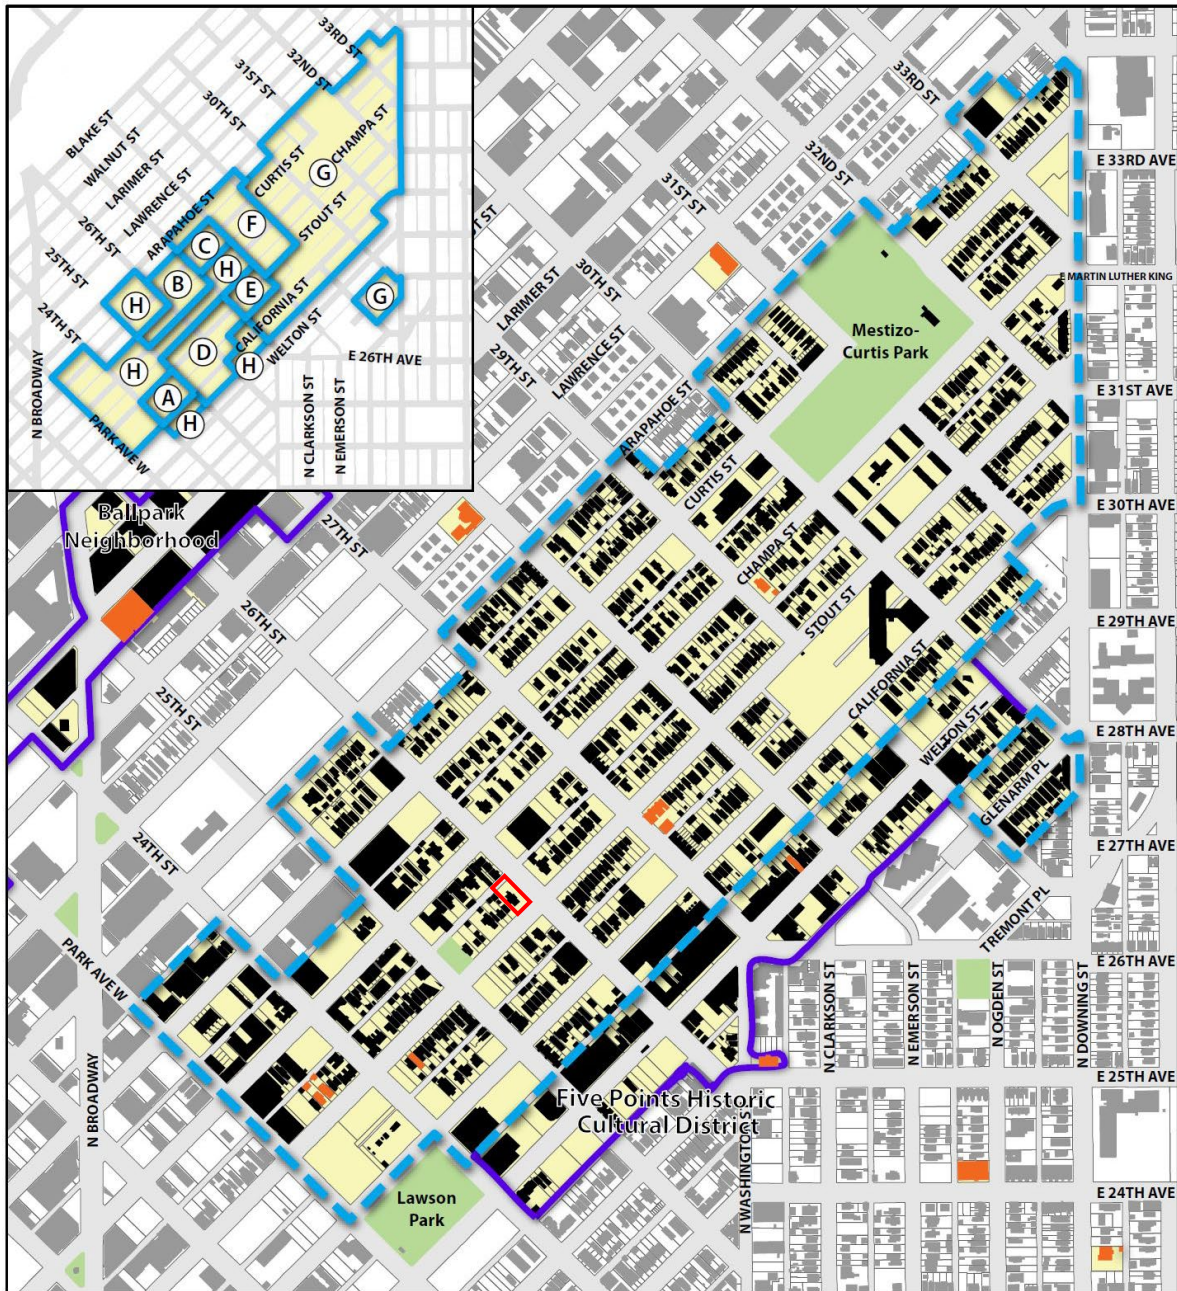 33RD ST
32ND ST
31ST ST
30TH ST
BLAKE ST
WALNUT ST
LARIMER ST
LAWRENCE ST
26TH ST
25TH ST
24TH ST
ARAPAHOE ST
CURTIS ST
CHAMPA ST
STOUT ST
CALIFORNIA ST
WELTON ST
G
F
C
H
B
E
H
G
D
H
H
A
H
E 26TH AVE
N BROADWAY
PARK AVE W
N CLARKSON ST
N EMERSON ST
33RD ST
32ND ST
31ST ST
ST ST
30TH ST
LARIMER ST
29TH ST
LAWRENCE ST
ARAPAHOE ST
CURTIS ST
CHAMPA ST
STOUT ST
CALIFORNIA ST
WELTON ST
GLENARM PL
TREMONT PL
E 33RD AVE
E MARTIN LUTHER KING
E 31ST AVE
E 30TH AVE
E 29TH AVE
E 28TH AVE
E 27TH AVE
E 26TH AVE
E 25TH AVE
E 24TH AVE
Mestizo-
Curtis Park
Ballpark
Neighborhood
27TH ST
26TH ST
25TH ST
24TH ST
PARK AVE W
N BROADWAY
Five Points Historic
Cultural District
Lawson
Park
N WASHINGTON S
N CLARKSON ST
N EMERSON ST
N OGDEN ST
N DOWNING ST